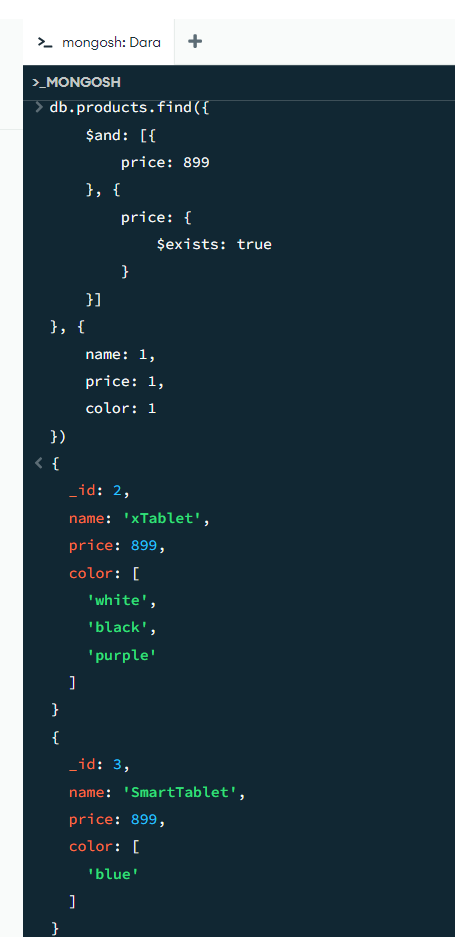 >_ mongosh: Dara +
>_MONGOSH
> db.products.find({
$and: [{
price: 899
}, {
price: {
$exists: true
}
}]
}, {
name: 1,
price: 1,
color: 1
})
< {
_id: 2,
name: 'xTablet',
price: 899,
color: [
'white',
'black',
'purple'
]
}
{
_id: 3,
name: 'SmartTablet',
price: 899,
color: [
'blue'
]
}